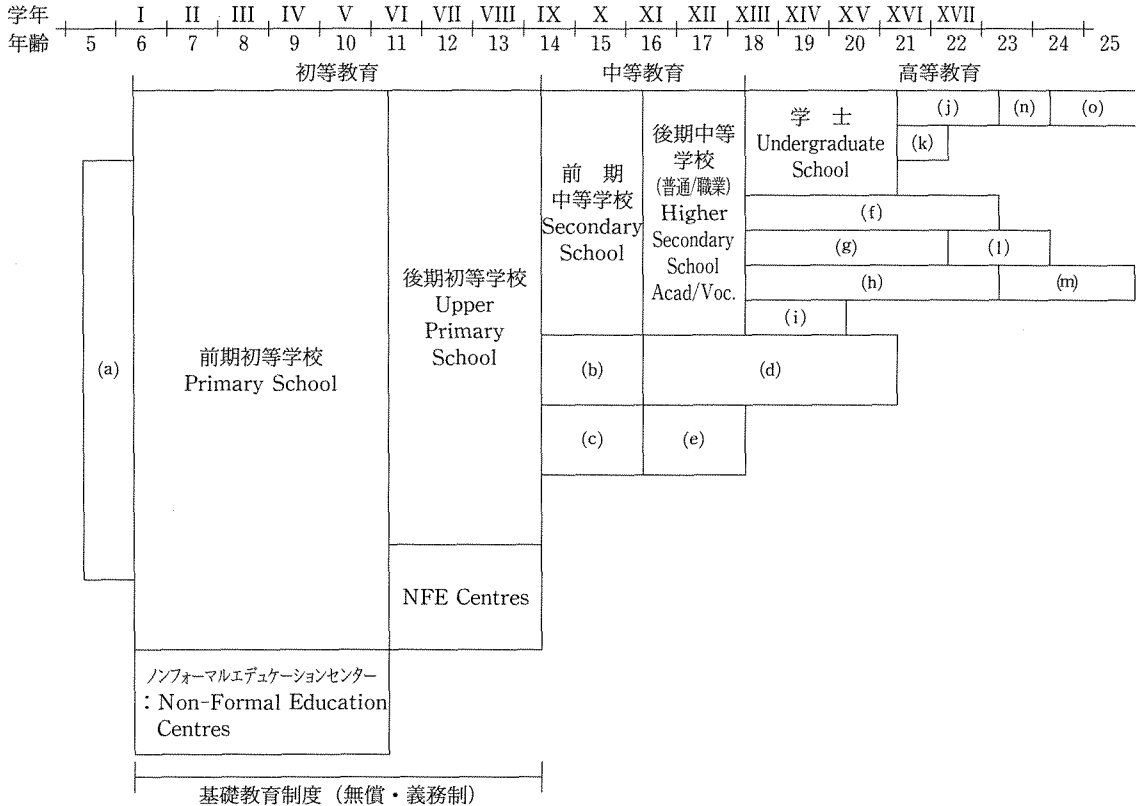 学年 I II III IV V VI VII VIII IX X XI XII XIII XIV XV XVI XVII
年齢 5 6 7 8 9 10 11 12 13 14 15 16 17 18 19 20 21 22 23 24 25
初等教育 中等教育 高等教育
(a)
前期初等学校
Primary School
後期初等学校
Upper
Primary
School
NFE Centres
ノンフォーマルエデュケーションセンター
：Non-Formal Education
Centres
前 期
中等学校
Secondary
School
(b)
(c)
後期中等
学校
(普通/職業)
Higher
Secondary
School
Acad/Voc.
(d)
(e)
学 士
Undergraduate
School
(j) (n) (o)
(k)
(f)
(g) (l)
(h) (m)
(i)
基礎教育制度（無償・義務制）